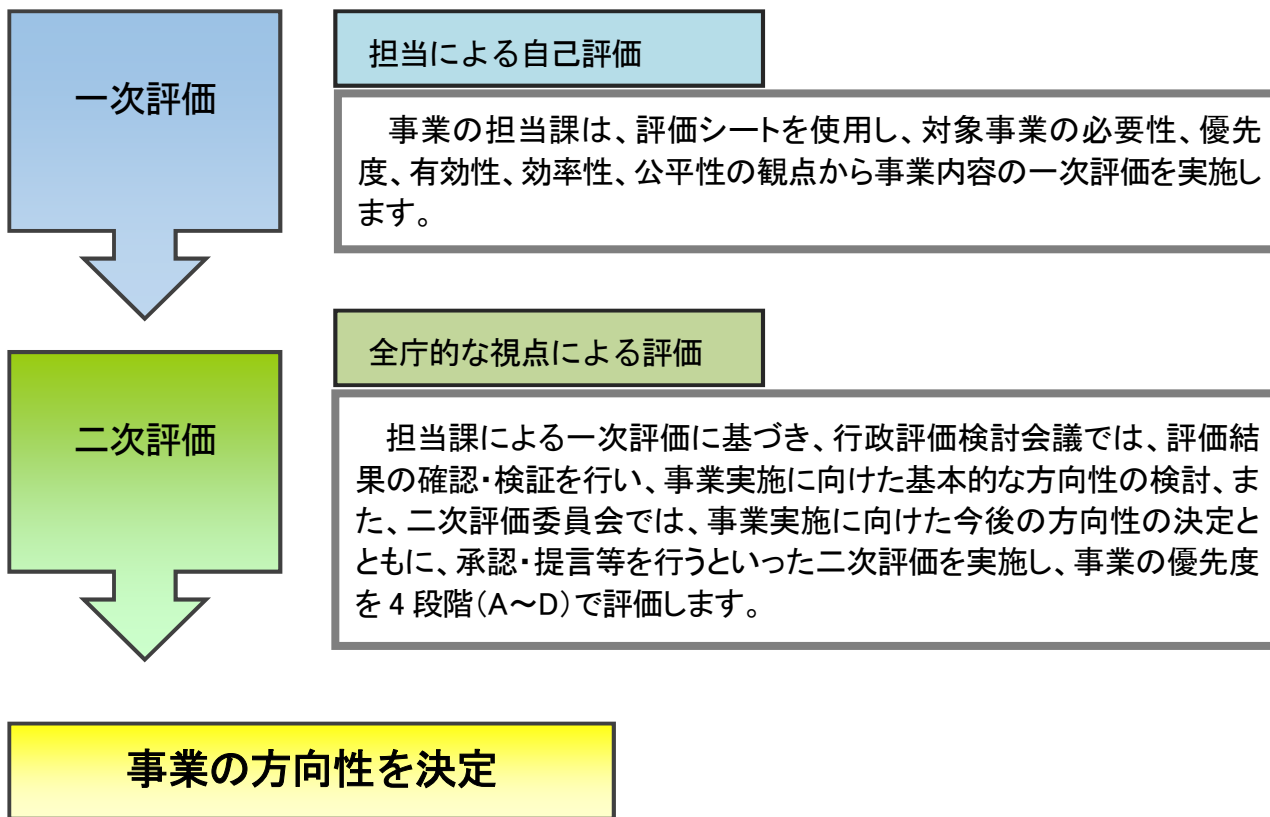 一次評価
担当による自己評価
事業の担当課は、評価シートを使用し、対象事業の必要性、優先
度、有効性、効率性、公平性の観点から事業内容の一次評価を実施し
ます。
二次評価
全庁的な視点による評価
担当課による一次評価に基づき、行政評価検討会議では、評価結
果の確認・検証を行い、事業実施に向けた基本的な方向性の検討、ま
た、二次評価委員会では、事業実施に向けた今後の方向性の決定と
ともに、承認・提言等を行うといった二次評価を実施し、事業の優先度
を 4 段階（A～D）で評価します。
事業の方向性を決定